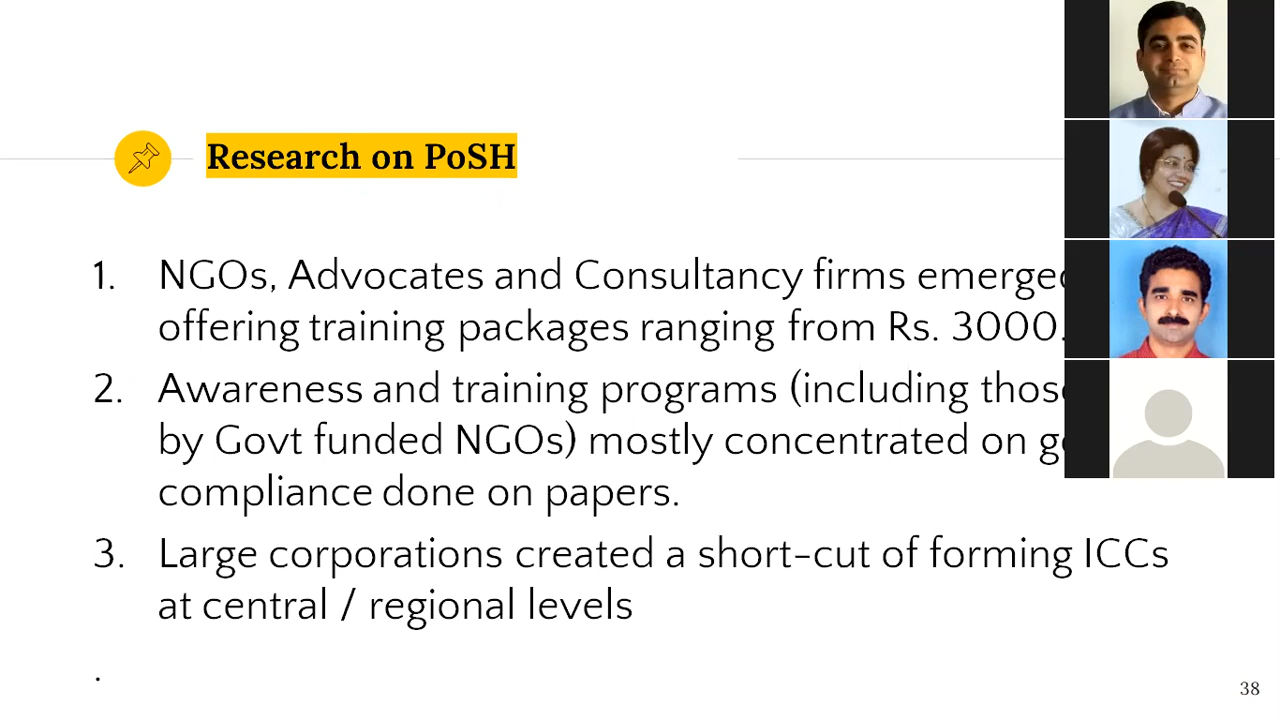 Research on PoSH
1. NGOs, Advocates and Consultancy firms emerged
offering training packages ranging from Rs. 3000.
2. Awareness and training programs (including those
by Govt funded NGOs) mostly concentrated on
compliance done on papers.
3. Large corporations created a short-cut of forming ICCs
at central / regional levels
.
38